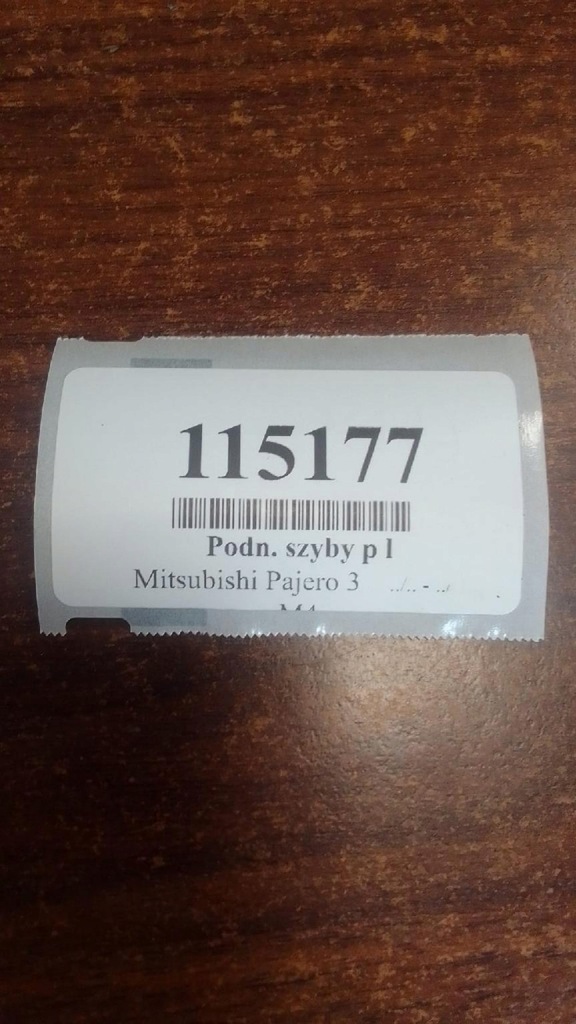 115177
Podn. szyby p l
Mitsubishi Pajero 3